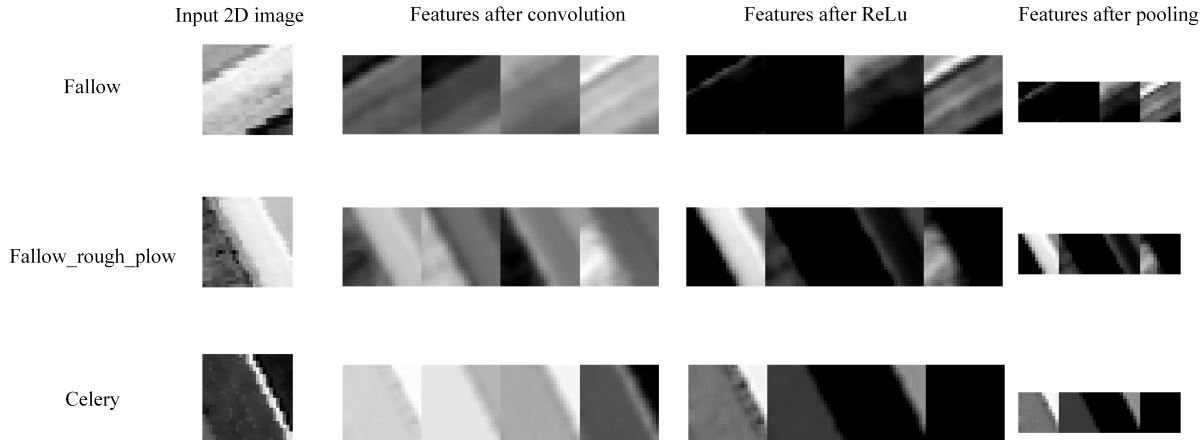 Input 2D image Features after convolution Features after ReLu Features after pooling
Fallow
Fallow_rough_plow
Celery